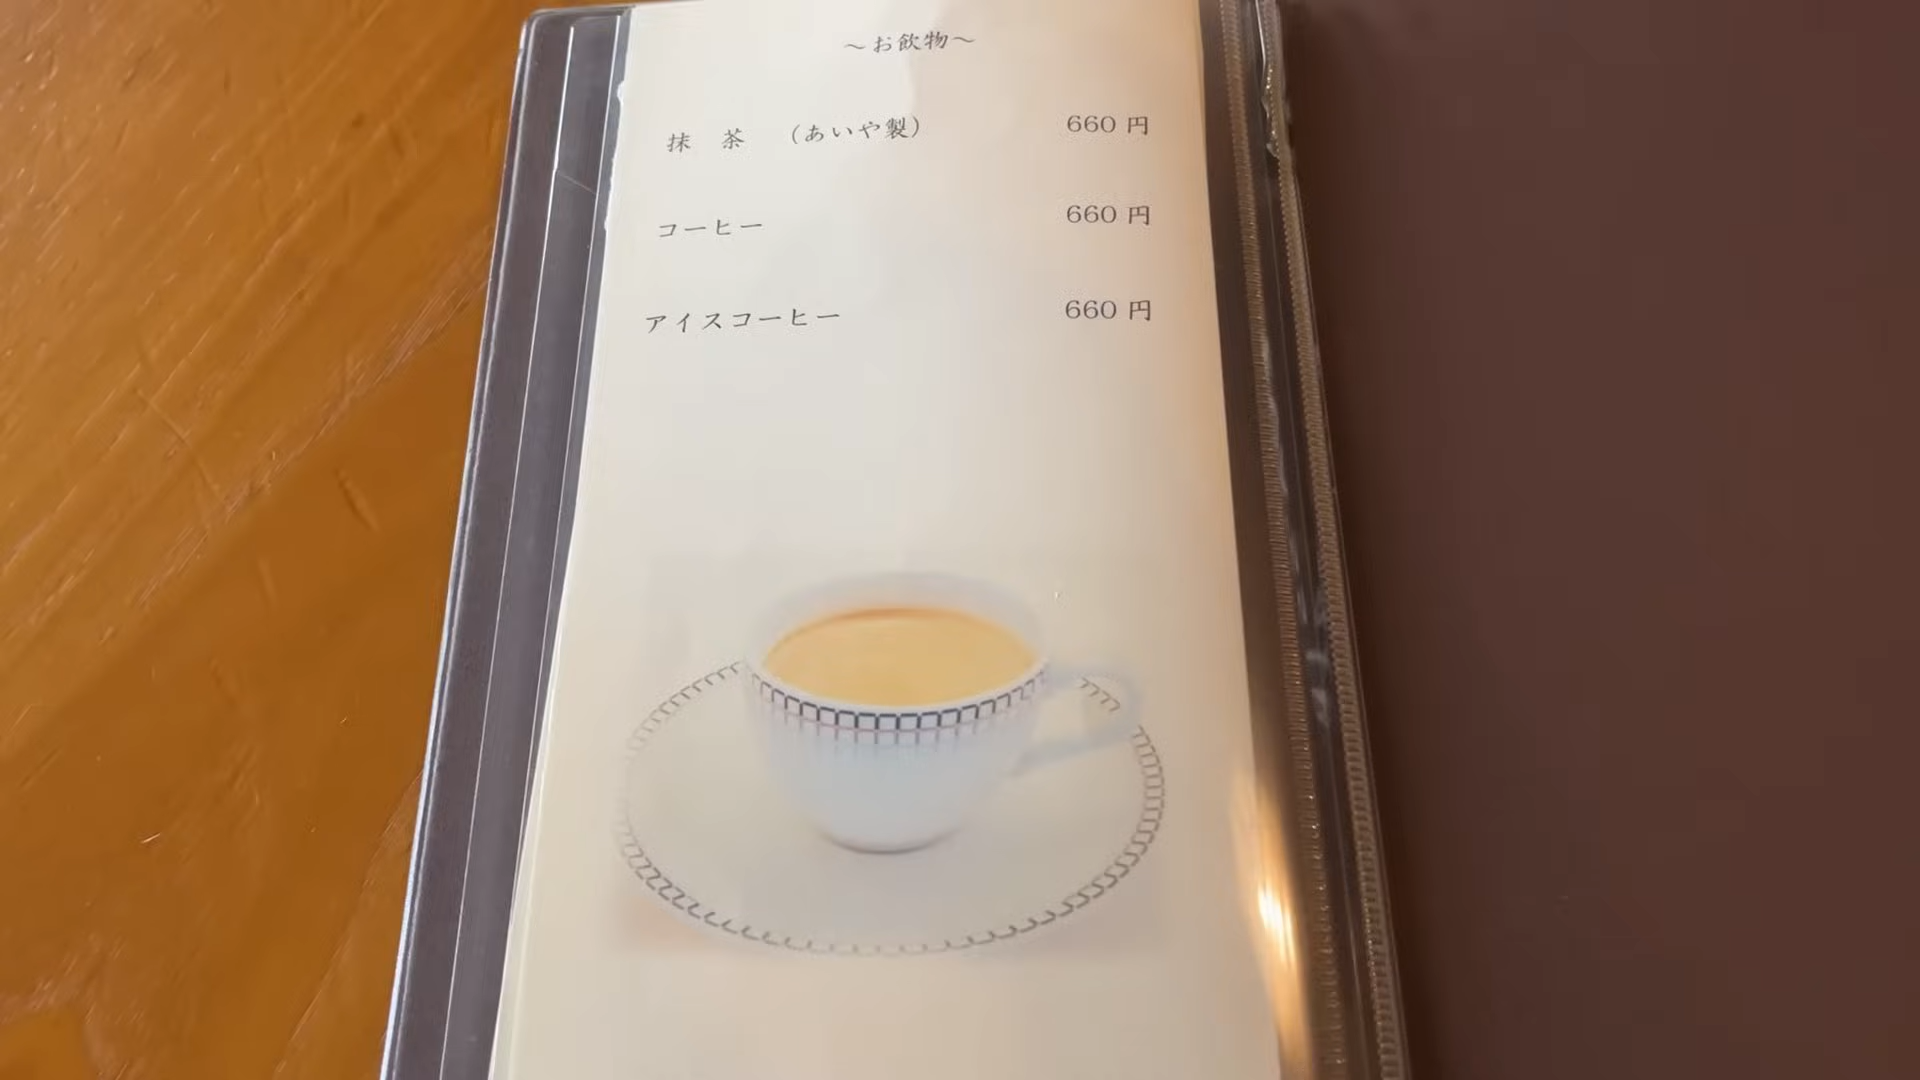 ～お飲物～
抹　茶　（あいや製）　660 円
コーヒー　660 円
アイスコーヒー　660 円